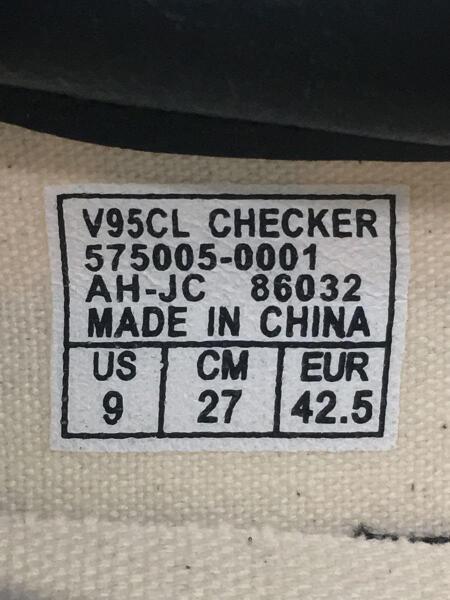 V95CL CHECKER
575005-0001
AH-JC 86032
MADE IN CHINA
US CM EUR
9 27 42.5